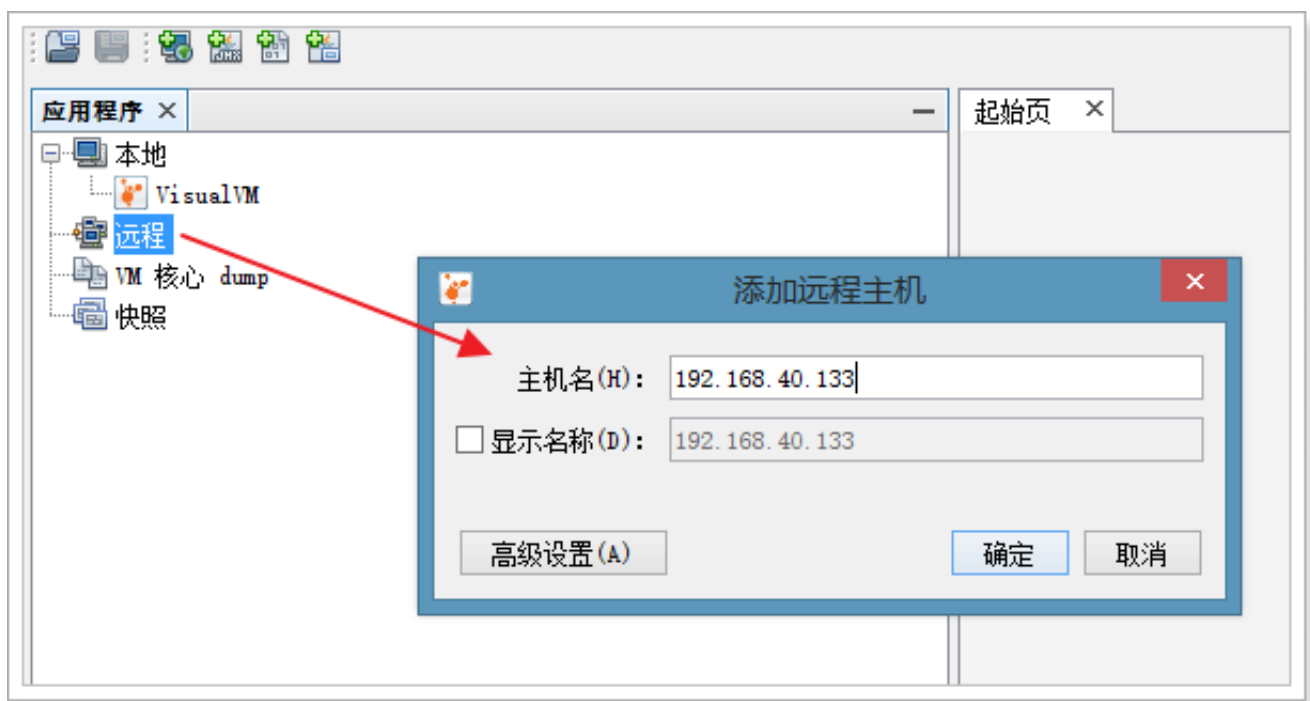 应用程序
起始页
本地
VisualVM
远程
VM 核心 dump
快照
添加远程主机
主机名(H): 192.168.40.133
显示名称(D): 192.168.40.133
高级设置(A) 确定 取消